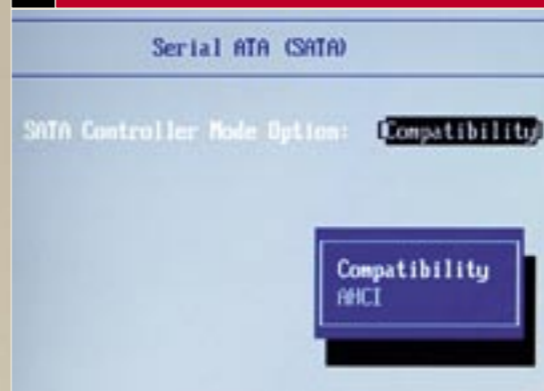 Serial ATA (SATA)
SATA Controller Mode Option: [Compatibility]
Compatibility
AHCI